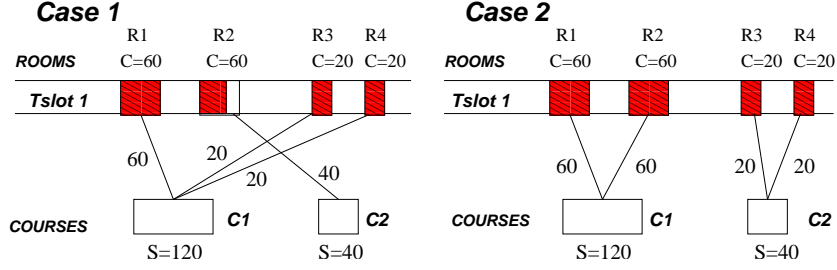 Case 1
R1 R2 R3 R4
ROOMS C=60 C=60 C=20 C=20
Tslot 1
60 20 20 40
COURSES C1 C2
S=120 S=40
Case 2
R1 R2 R3 R4
ROOMS C=60 C=60 C=20 C=20
Tslot 1
60 60 20 20
COURSES C1 C2
S=120 S=40